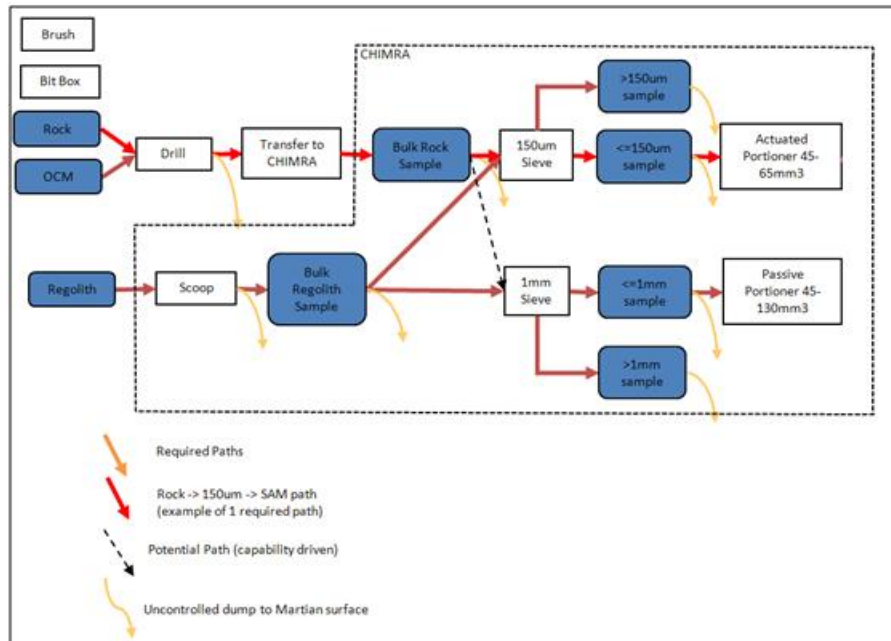 Brush
Bit Box
CHIMRA
Rock
OCM
Drill
Transfer to
CHIMRA
Bulk Rock
Sample
150um
Sieve
>150um
sample
<=150um
sample
Actuated
Portioner 45-
65mm3
Regolith
Scoop
Bulk
Regolith
Sample
1mm
Sieve
<=1mm
sample
Passive
Portioner 45-
130mm3
>1mm
sample
Required Paths
Rock -> 150um -> SAM path
(example of 1 required path)
Potential Path (capability driven)
Uncontrolled dump to Martian surface